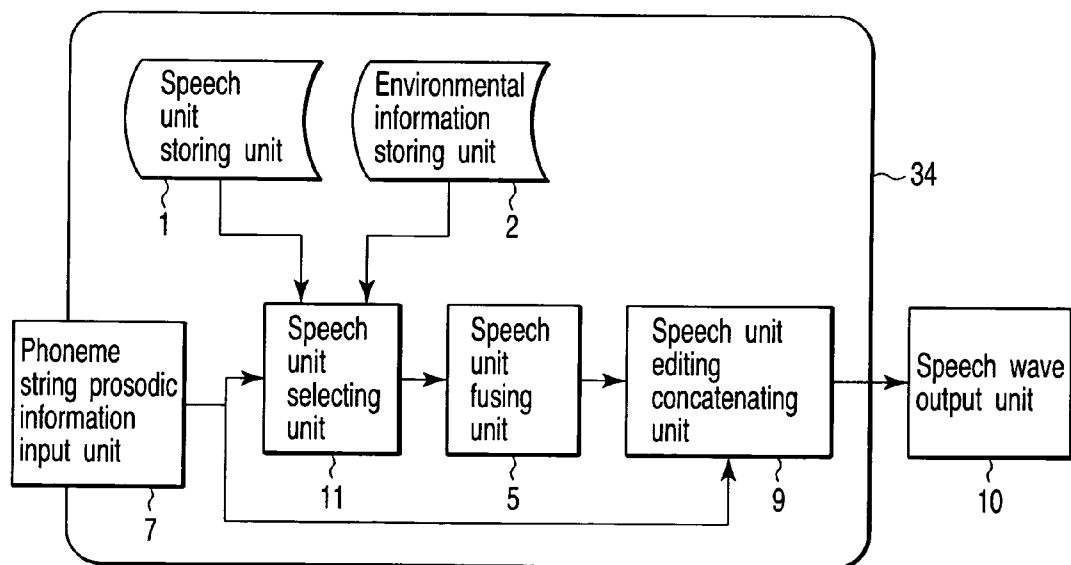 Speech
unit
storing unit
Environmental
information
storing unit
1
2
34
Phoneme
string prosodic
information
input unit
Speech
unit
selecting
unit
Speech
unit
fusing
unit
Speech unit
editing
concatenating
unit
Speech wave
output unit
7
11
5
9
10